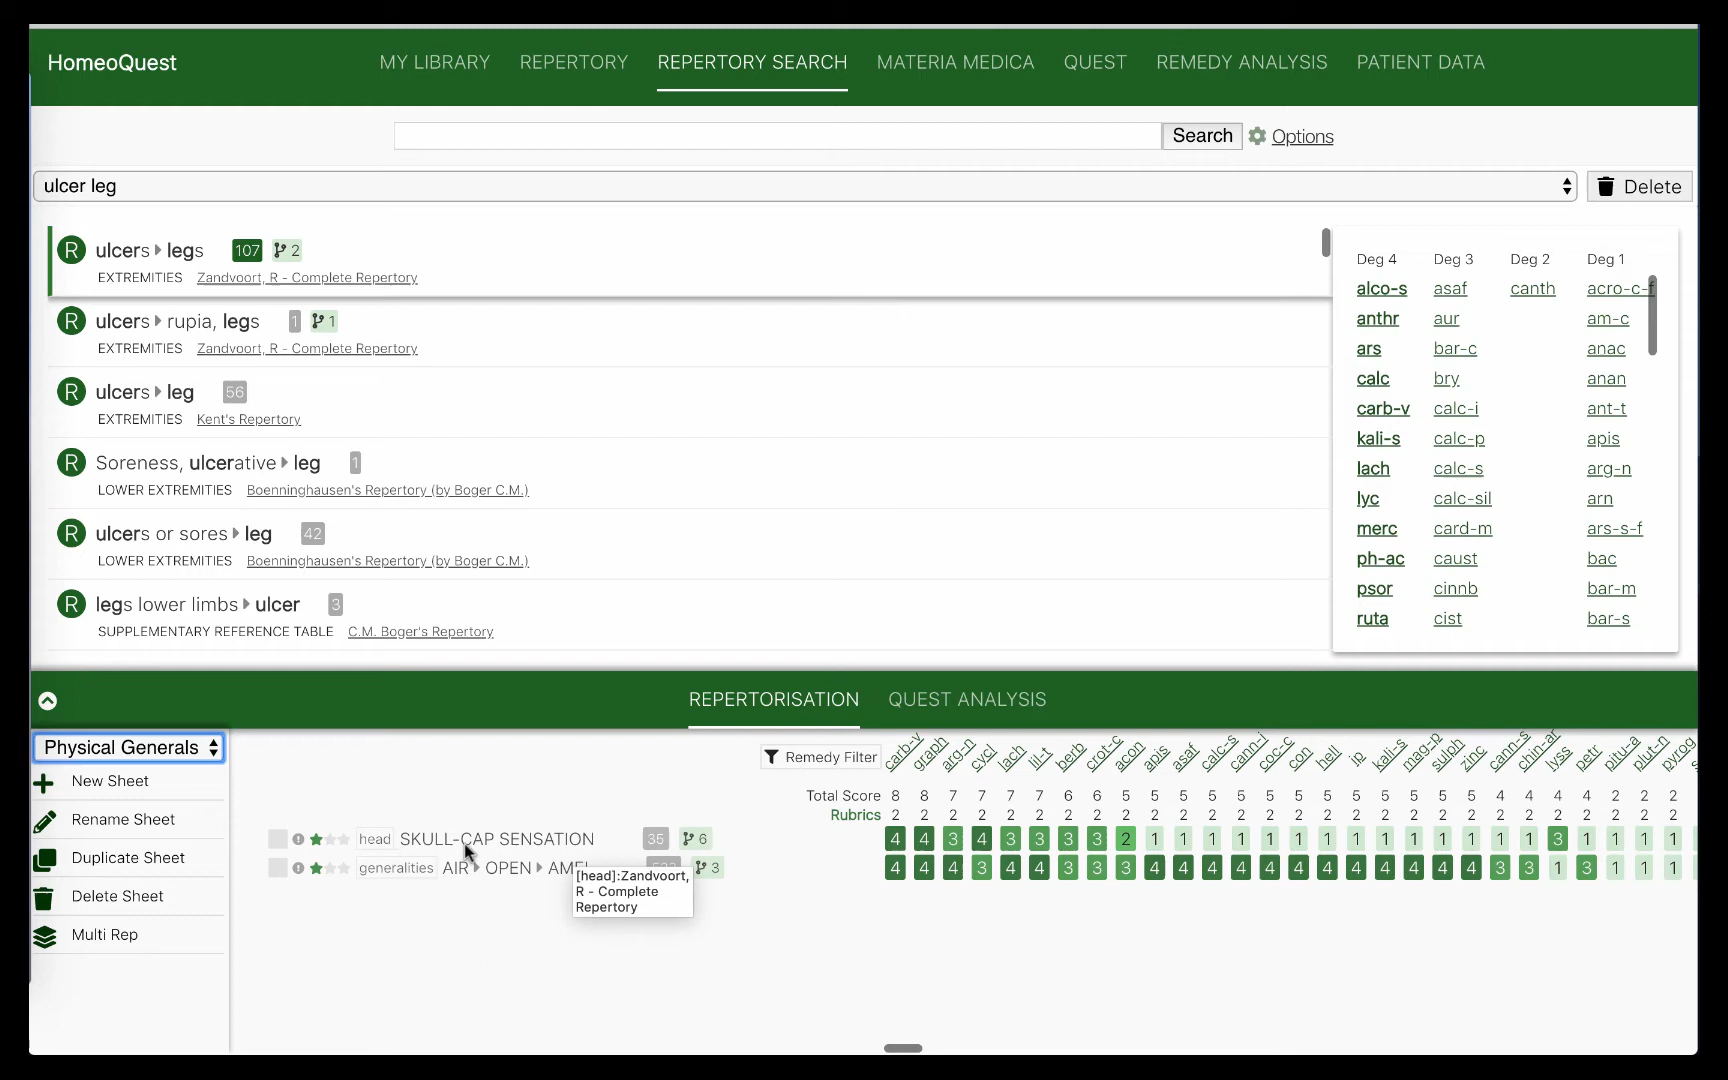 HomeoQuest
MY LIBRARY REPERTORY REPERTORY SEARCH MATERIA MEDICA QUEST REMEDY ANALYSIS PATIENT DATA
Search Options
ulcer leg Delete
R ulcers legs 107 2
EXTREMITIES Zandvoort, R - Complete Repertory
R ulcers rupia, legs 1 1
EXTREMITIES Zandvoort, R - Complete Repertory
R ulcers leg 56
EXTREMITIES Kent's Repertory
R Soreness, ulcerative leg 1
LOWER EXTREMITIES Boenninghausen's Repertory (by Boger C.M.)
R ulcers or sores leg 42
LOWER EXTREMITIES Boenninghausen's Repertory (by Boger C.M.)
R legs lower limbs ulcer 3
SUPPLEMENTARY REFERENCE TABLE C.M. Boger's Repertory
Deg 4 Deg 3 Deg 2 Deg 1
alco-s asaf canth acro-c-f
anthr aur am-c
ars bar-c anac
calc bry anan
carb-v calc-i ant-t
kali-s calc-p apis
lach calc-s arg-n
lyc calc-sil arn
merc card-m ars-s-f
ph-ac caust bac
psor cinnb bar-m
ruta cist bar-s
REPERTORISATION QUEST ANALYSIS
Physical Generals
New Sheet
Rename Sheet
Duplicate Sheet
Delete Sheet
Multi Rep
Remedy Filter carb-v graph arg-n cycl lach lil-t berb crot-c acon apis asaf calc-s cann-i coc-c con hell ip kali-s mag-p sulph zinc cann-s chin-ar lyss petr pitu-a plut-n pyrog
Total Score 8 8 7 7 7 7 6 6 5 5 5 5 5 5 5 5 5 5 5 5 5 4 4 4 4 2 2 2
Rubrics 2 2 2 2 2 2 2 2 2 2 2 2 2 2 2 2 2 2 2 2 2 2 2 2 2 2 2 2
head SKULL-CAP SENSATION 35 6 4 4 3 4 3 3 3 3 2 1 1 1 1 1 1 1 1 1 1 1 1 1 1 3 1 1 1 1
generalities AIR OPEN 3 4 4 4 3 4 4 3 3 3 4 4 4 4 4 4 4 4 4 4 4 4 3 3 1 3 1 1 1
[head]:Zandvoort,
R - Complete
Repertory